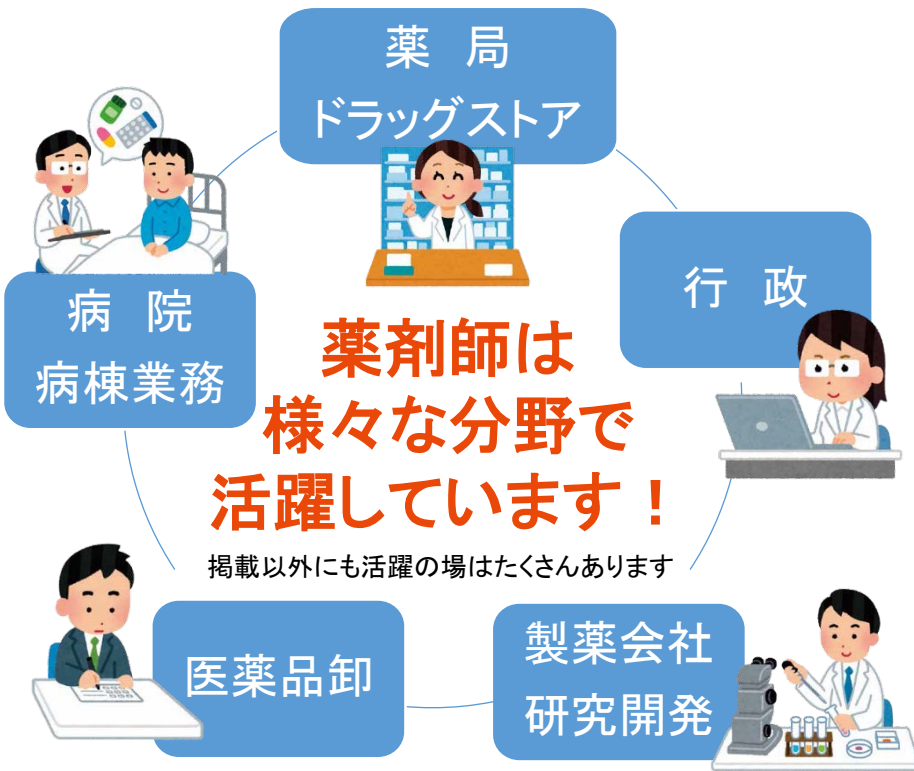 薬　局
ドラッグストア
行　政
病　院
病棟業務
薬剤師は
様々な分野で
活躍しています！
掲載以外にも活躍の場はたくさんあります
医薬品卸
製薬会社
研究開発